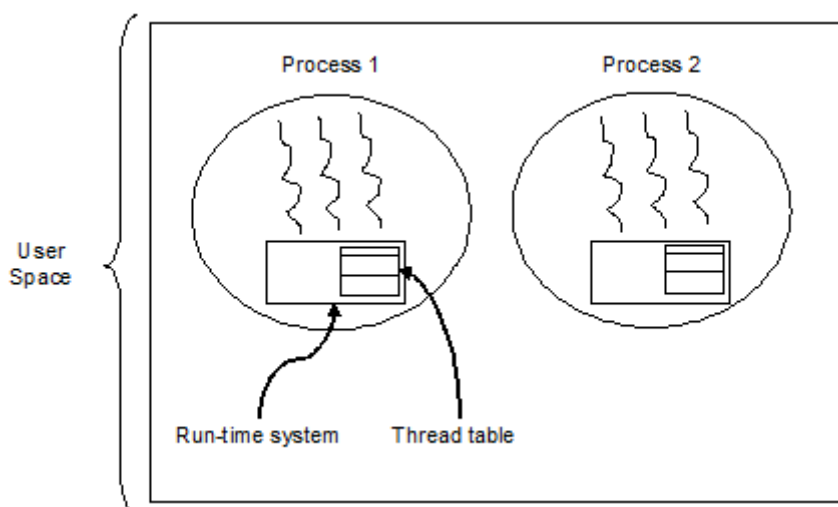 Process 1
Process 2
User
Space
Run-time system
Thread table